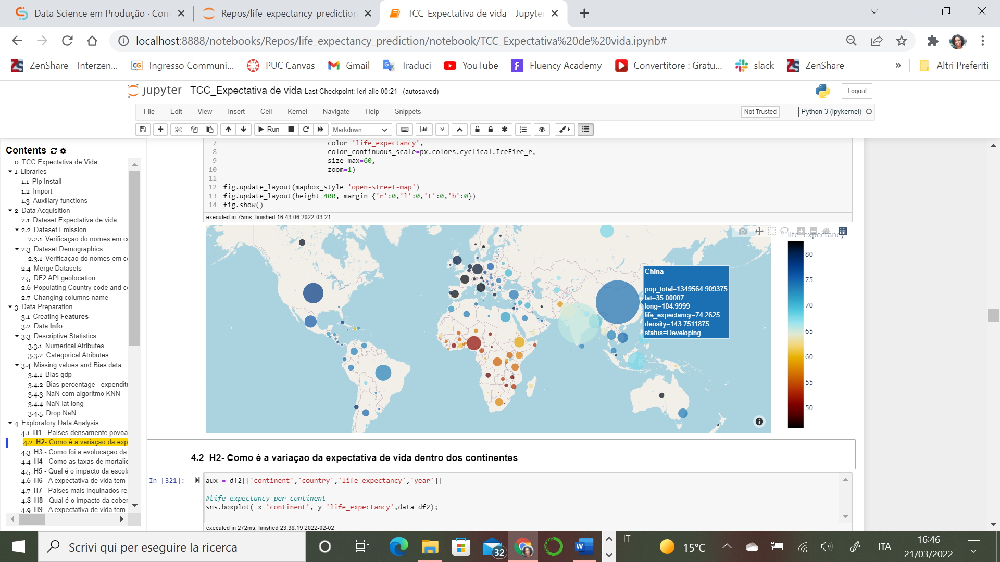 Data Science em Produção · Com
Repos/life_expectancy_prediction
TCC_Expectativa de vida - Jupyter
localhost:8888/notebooks/Repos/life_expectancy_prediction/notebook/TCC_Expectativa%20de%20vida.ipynb#
ZenShare - Interzen...
Ingresso Communi...
PUC Canvas
Gmail
Traduci
YouTube
Fluency Academy
Convertitore : Gratu...
slack
ZenShare
»
Altri Preferiti
jupyter TCC_Expectativa de vida Last Checkpoint: Ieri alle 00:21 (autosaved)
Logout
File Edit View Insert Cell Kernel Navigate Help Snippets
Not Trusted
Python 3 (ipykernel)
Run
Markdown
Contents
0 TCC Expectativa de Vida
1 Libraries
1.1 Pip Install
1.2 Import
1.3 Auxiliary functions
2 Data Acquisition
2.1 Dataset Expectativa de vida
2.2 Dataset Emission
2.2.1 Verificaçao do nomes em co
2.3 Dataset Demographics
2.3.1 Verificaçao do nomes em co
2.4 Merge Datasets
2.5 DF2 API geolocation
2.6 Populating Country code and co
2.7 Changing columns name
3 Data Preparation
3.1 Creating Features
3.2 Data Info
3.3 Descriptive Statistics
3.3.1 Numerical Atributes
3.3.2 Categorical Atributes
3.4 Missing values and Bias data
3.4.1 Bias gdp
3.4.2 Bias percentage _expenditu
3.4.3 NaN com algoritmo KNN
3.4.4 NaN lat long
3.4.5 Drop NaN
4 Exploratory Data Analysis
4.1 H1 - Países densamente povoa
4.2 H2- Como è a variaçao da exp
4.3 H3 - Como foi a evolucaçao da
4.4 H4 - Como as taxas de mortalid
4.5 H5 - Qual é o impacto da escola
4.6 H6 - A expectativa de vida tem
4.7 H7 - Paises mais inquinados rep
4.8 H8 - Qual é o impacto da cober
4.9 H9 - A expectativa de vida tem
7 color='life_expectancy',
8 color_continuous_scale=px.colors.cyclical.IceFire_r,
9 size_max=60,
10 zoom=1)
11
12 fig.update_layout(mapbox_style='open-street-map')
13 fig.update_layout(height=400, margin={'r':0,'l':0,'t':0,'b':0})
14 fig.show()
executed in 75ms, finished 16:43:06 2022-03-21
life_expectancy
80
75
70
65
60
55
50
China
pop_total=1349564.909375
lat=35.00007
long=104.9999
life_expectancy=74.2625
density=143.7511875
status=Developing
4.2 H2- Como è a variaçao da expectativa de vida dentro dos continentes
In [321]:
aux = df2[['continent','country','life_expectancy','year']]
#life_expectancy per continent
sns.boxplot( x='continent', y='life_expectancy',data=df2);
executed in 272ms, finished 23:38:19 2022-02-02
Scrivi qui per eseguire la ricerca
32
IT
15°C
ITA
16:46
21/03/2022